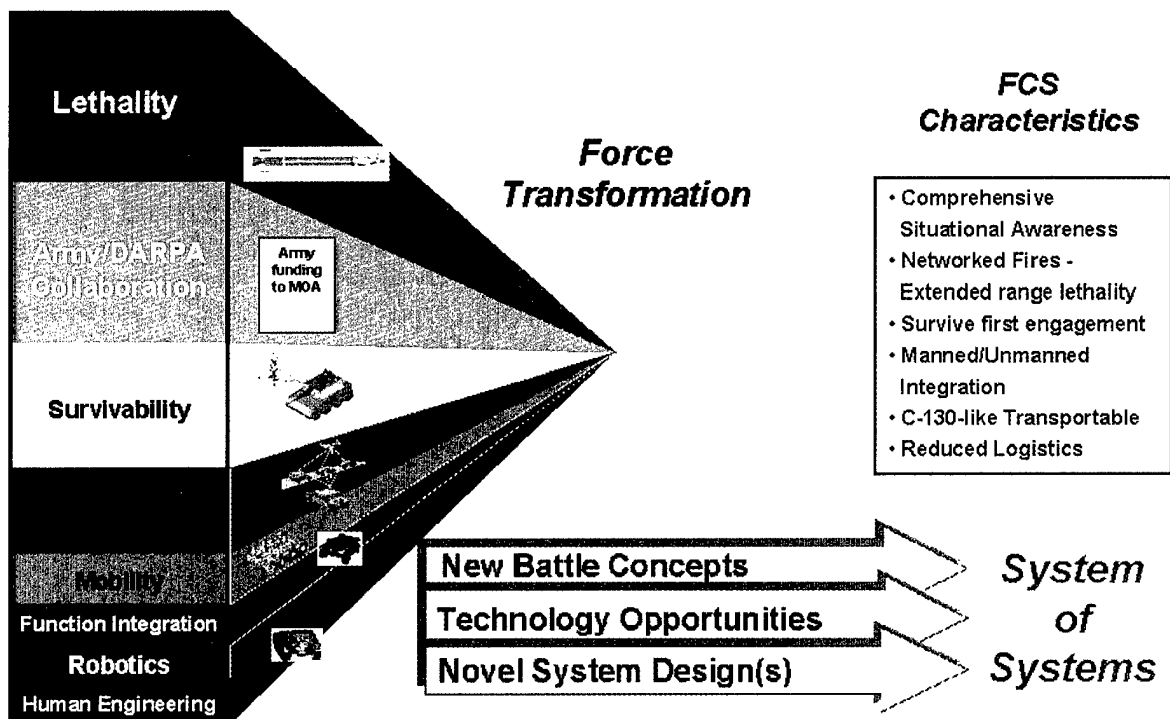 Lethality
Army/DARPA
Collaboration
Army
funding
to MOA
Survivability
Mobility
Function Integration
Robotics
Human Engineering
Force
Transformation
FCS
Characteristics
• Comprehensive
Situational Awareness
• Networked Fires -
Extended range lethality
• Survive first engagement
• Manned/Unmanned
Integration
• C-130-like Transportable
• Reduced Logistics
New Battle Concepts
Technology Opportunities
Novel System Design(s)
System
of
Systems